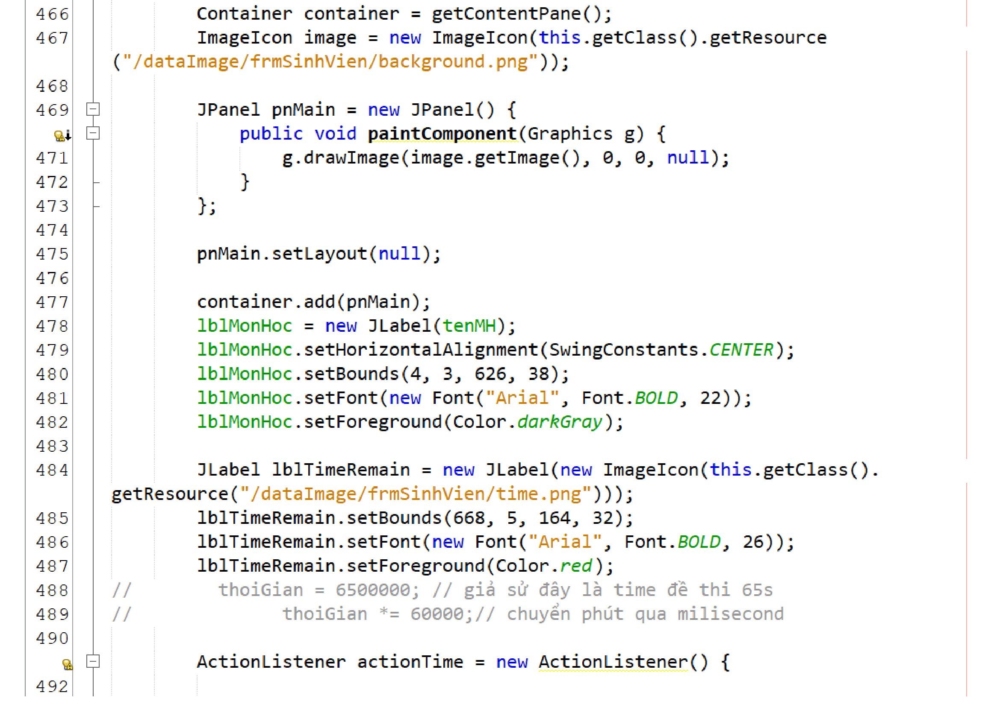 466 Container container = getContentPane();
467 ImageIcon image = new ImageIcon(this.getClass().getResource
("/dataImage/frmSinhVien/background.png"));
468
469 JPanel pnMain = new JPanel() {
public void paintComponent(Graphics g) {
471 g.drawImage(image.getImage(), 0, 0, null);
472 }
473 };
474
475 pnMain.setLayout(null);
476
477 container.add(pnMain);
478 lblMonHoc = new JLabel(tenMH);
479 lblMonHoc.setHorizontalAlignment(SwingConstants.CENTER);
480 lblMonHoc.setBounds(4, 3, 626, 38);
481 lblMonHoc.setFont(new Font("Arial", Font.BOLD, 22));
482 lblMonHoc.setForeground(Color.darkGray);
483
484 JLabel lblTimeRemain = new JLabel(new ImageIcon(this.getClass().
getResource("/dataImage/frmSinhVien/time.png")));
485 lblTimeRemain.setBounds(668, 5, 164, 32);
486 lblTimeRemain.setFont(new Font("Arial", Font.BOLD, 26));
487 lblTimeRemain.setForeground(Color.red);
488 // thoiGian = 6500000; // giả sử đây là time đề thi 65s
489 // thoiGian *= 60000;// chuyển phút qua milisecond
490
ActionListener actionTime = new ActionListener() {
492